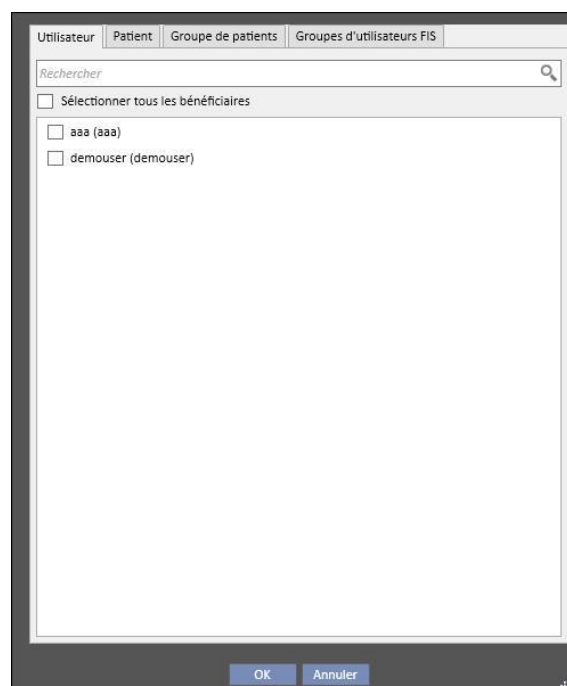 Utilisateur Patient Groupe de patients Groupes d'utilisateurs FIS
Rechercher
Sélectionner tous les bénéficiaires
aaa (aaa)
demouser (demouser)
OK Annuler